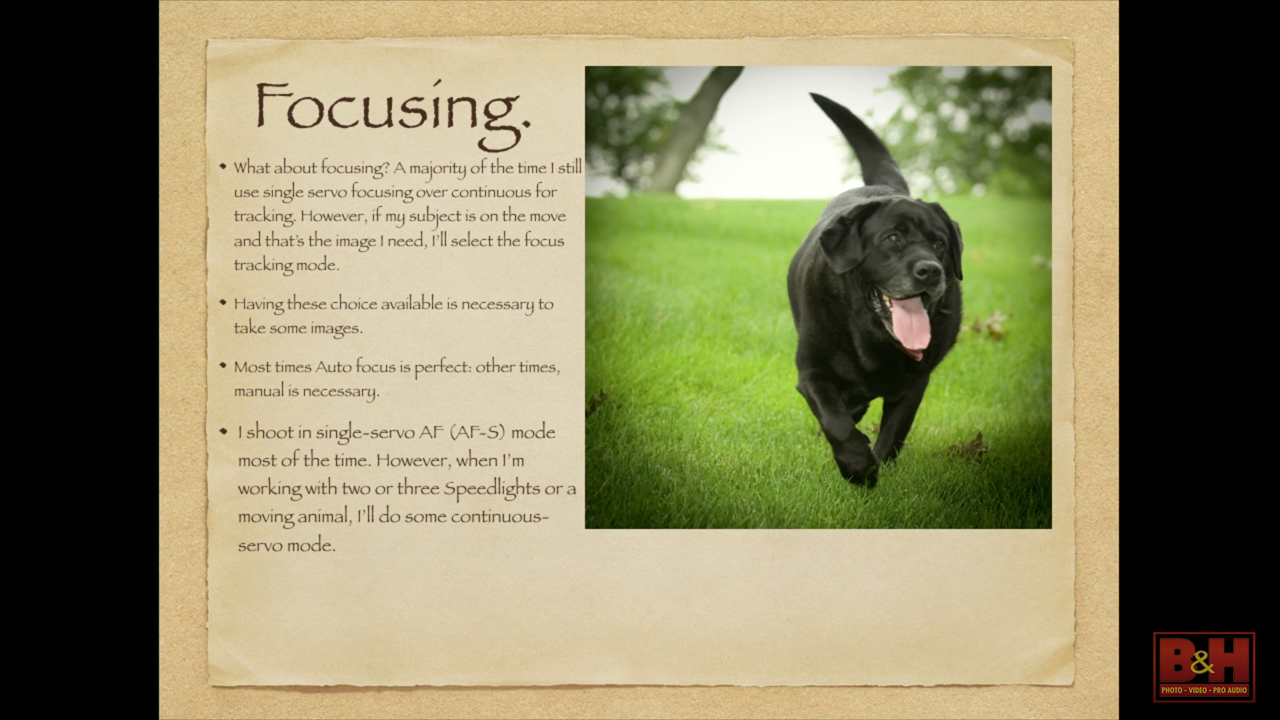 Focusing.
• What about focusing? A majority of the time I still
use single servo focusing over continuous for
tracking. However, if my subject is on the move
and that's the image I need, I'll select the focus
tracking mode.
• Having these choice available is necessary to
take some images.
• Most times Auto focus is perfect: other times,
manual is necessary.
• I shoot in single-servo AF (AF-S) mode
most of the time. However, when I'm
working with two or three Speedlights or a
moving animal, I'll do some continuous-
servo mode.
B&H
PHOTO - VIDEO - PRO AUDIO